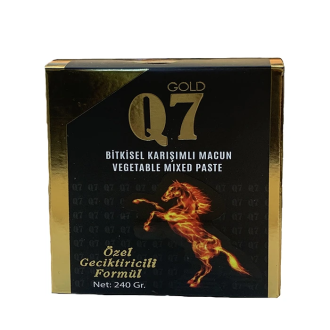 GOLD
Q7
BİTKİSEL KARIŞIMLI MACUN
VEGETABLE MIXED PASTE
Özel
Geciktiricili
Formül
Net: 240 Gr.